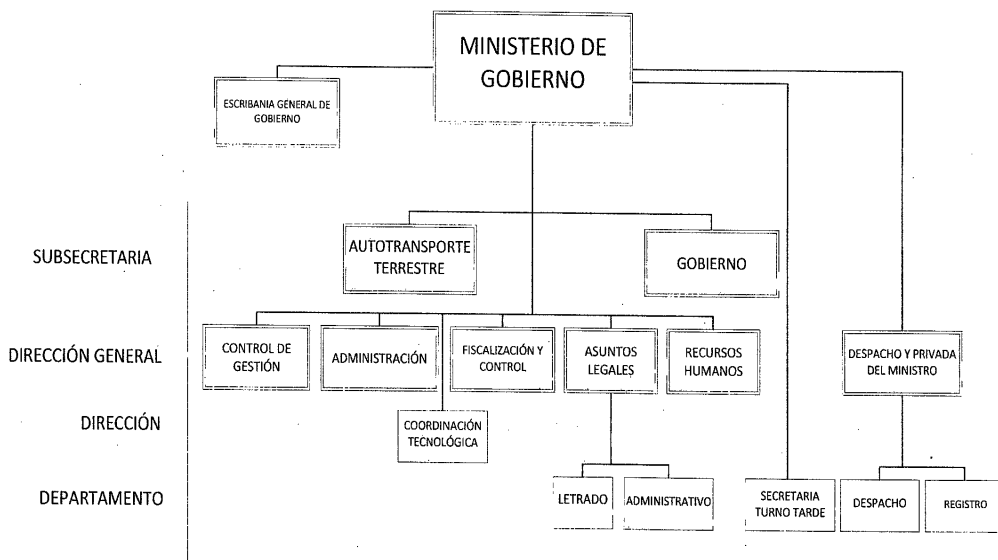 MINISTERIO DE
GOBIERNO
ESCRIBANIA GENERAL DE
GOBIERNO
SUBSECRETARIA
AUTOTRANSPORTE
TERRESTRE
GOBIERNO
DIRECCIÓN GENERAL
CONTROL DE
GESTIÓN
ADMINISTRACIÓN
FISCALIZACIÓN Y
CONTROL
ASUNTOS
LEGALES
RECURSOS
HUMANOS
DESPACHO Y PRIVADA
DEL MINISTRO
DIRECCIÓN
COORDINACIÓN
TECNOLÓGICA
DEPARTAMENTO
LETRADO
ADMINISTRATIVO
SECRETARIA
TURNO TARDE
DESPACHO
REGISTRO